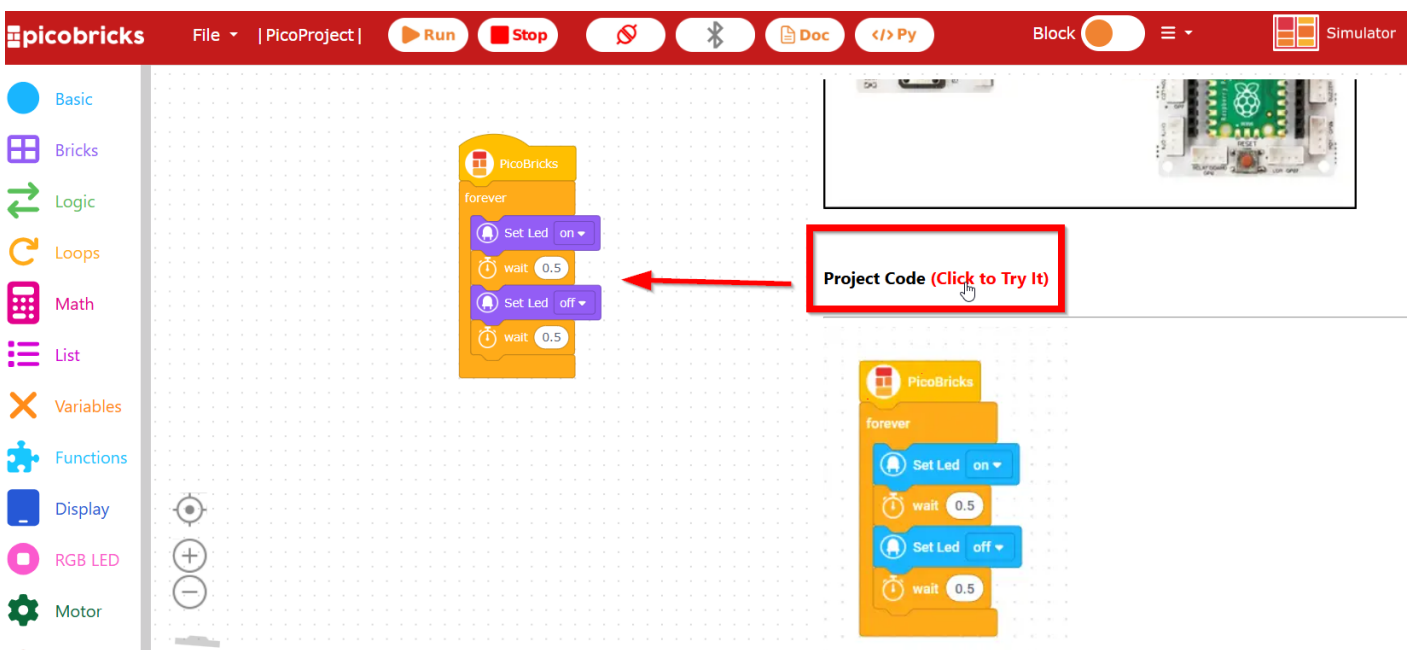 picobricks
File
|PicoProject|
Run
Stop
Doc
</> Py
Block
Simulator
Basic
Bricks
Logic
Loops
Math
List
Variables
Functions
Display
RGB LED
Motor
PicoBricks
forever
Set Led on
wait 0.5
Set Led off
wait 0.5
RESET
Project Code (Click to Try It)
PicoBricks
forever
Set Led on
wait 0.5
Set Led off
wait 0.5